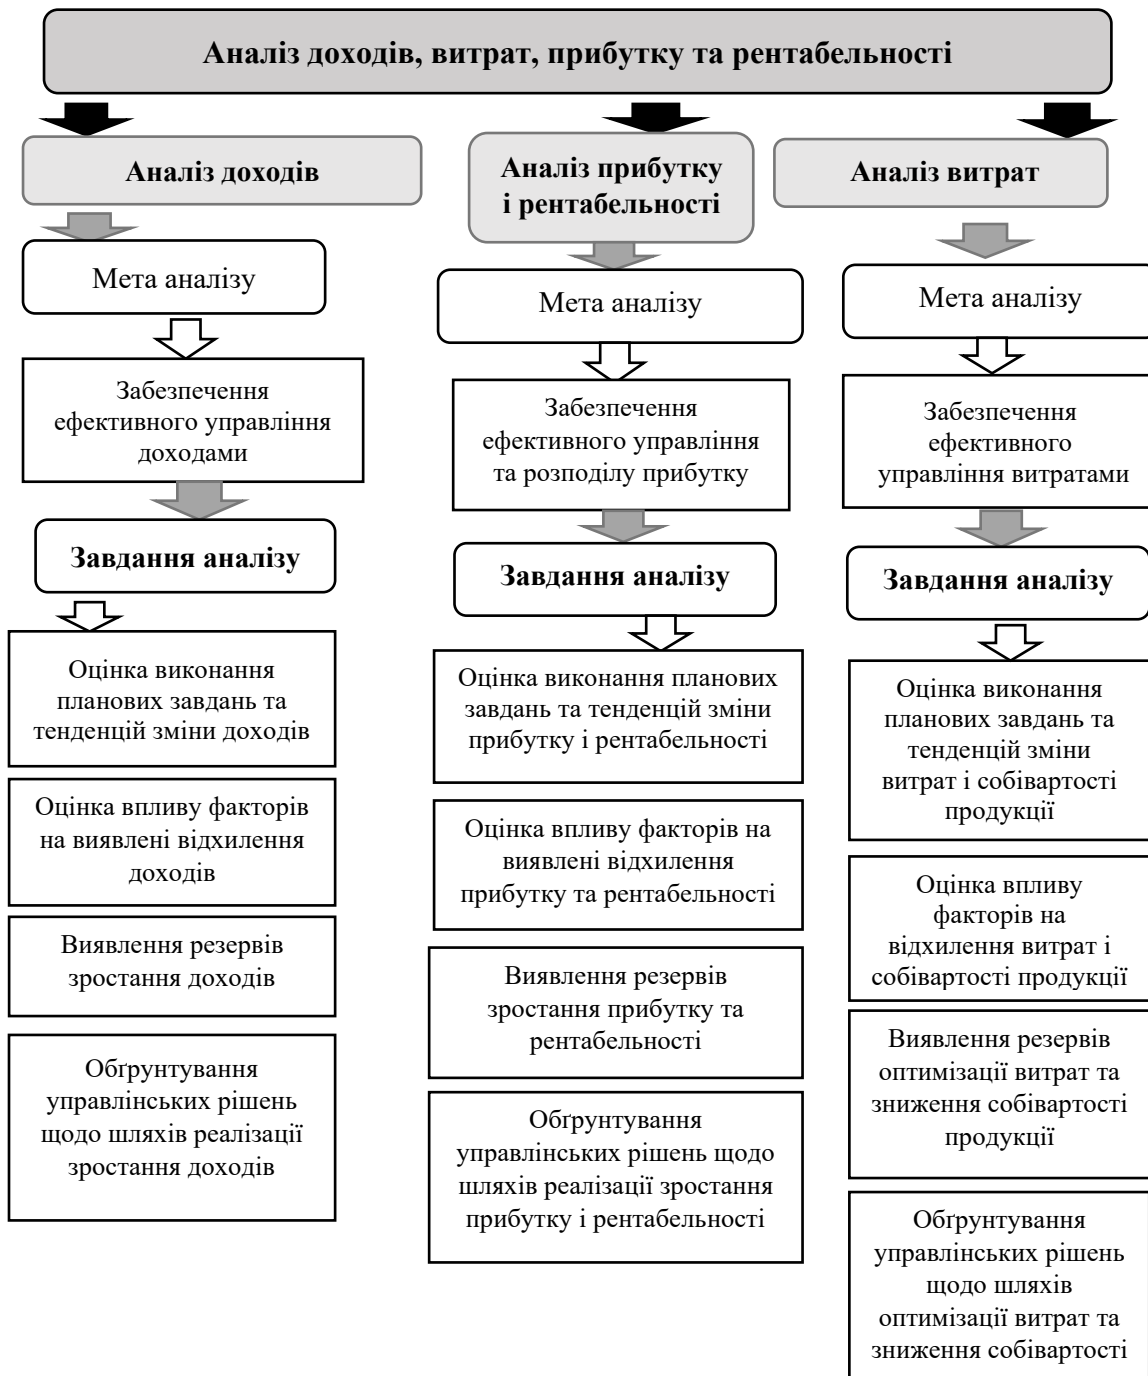 Аналіз доходів, витрат, прибутку та рентабельності
Аналіз доходів
Мета аналізу
Забезпечення
ефективного управління
доходами
Завдання аналізу
Оцінка виконання
планових завдань та
тенденцій зміни доходів
Оцінка впливу факторів
на виявлені відхилення
доходів
Виявлення резервів
зростання доходів
Обґрунтування
управлінських рішень
щодо шляхів реалізації
зростання доходів
Аналіз прибутку
і рентабельності
Мета аналізу
Забезпечення
ефективного управління
та розподілу прибутку
Завдання аналізу
Оцінка виконання планових
завдань та тенденцій зміни
прибутку і рентабельності
Оцінка впливу факторів на
виявлені відхилення
прибутку та рентабельності
Виявлення резервів
зростання прибутку та
рентабельності
Обґрунтування
управлінських рішень щодо
шляхів реалізації зростання
прибутку і рентабельності
Аналіз витрат
Мета аналізу
Забезпечення
ефективного
управління витратами
Завдання аналізу
Оцінка виконання
планових завдань та
тенденцій зміни
витрат і собівартості
продукції
Оцінка впливу
факторів на
відхилення витрат і
собівартості продукції
Виявлення резервів
оптимізації витрат та
зниження собівартості
продукції
Обґрунтування
управлінських рішень
щодо шляхів
оптимізації витрат та
зниження собівартості